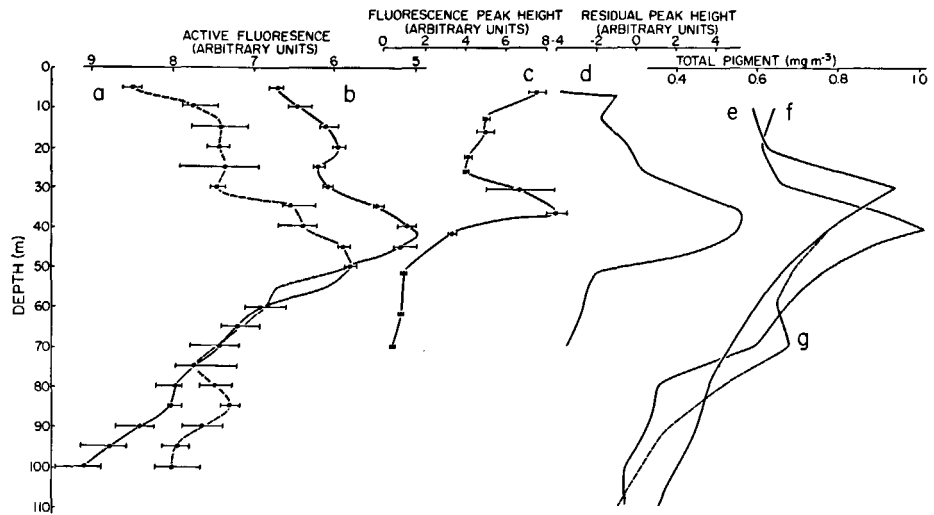 ACTIVE FLUORESENCE
(ARBITRARY UNITS)
9 8 7 6 5
FLUORESCENCE PEAK HEIGHT
(ARBITRARY UNITS)
0 2 4 6 8
RESIDUAL PEAK HEIGHT
(ARBITRARY UNITS)
-4 -2 0 2 4
TOTAL PIGMENT (mg m⁻³)
0.4 0.6 0.8 1.0
DEPTH (m)
0
10
20
30
40
50
60
70
80
90
100
110
a
b
c
d
e
f
g